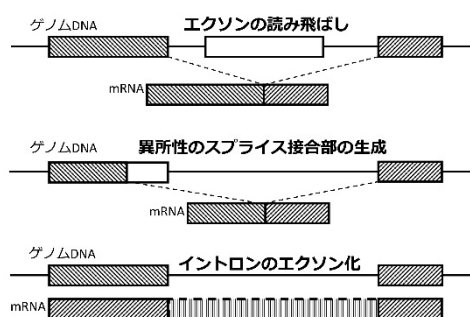 エクソンの読み飛ばし
ゲノムDNA
mRNA
異所性のスプライス接合部の生成
ゲノムDNA
mRNA
ゲノムDNA
イントロンのエクソン化
mRNA